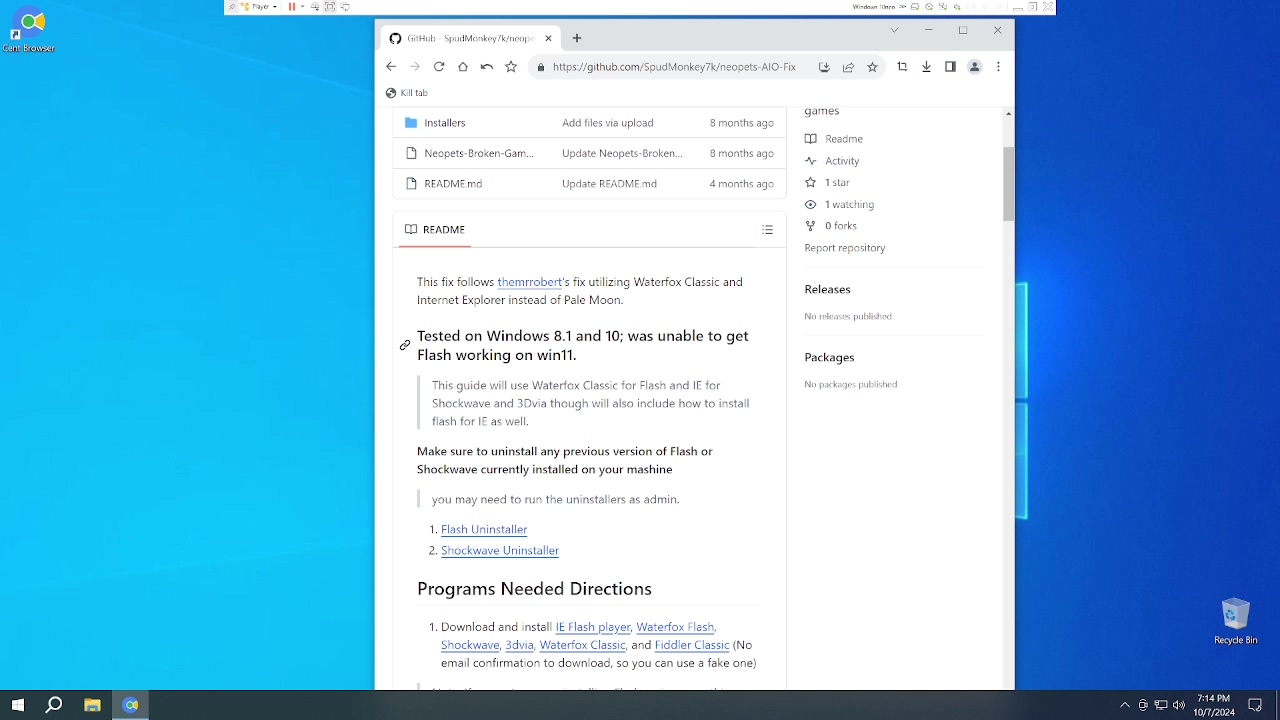 Player
Windows 10neo
Cent Browser
GitHub - SpudMonkey7k/neope
https://github.com/SpudMonkey7k/neopets-AIO-Fix
Kill tab
Installers Add files via upload 8 months ago
Neopets-Broken-Gam... Update Neopets-Broken... 8 months ago
README.md Update README.md 4 months ago
README
This fix follows themrrobert's fix utilizing Waterfox Classic and
Internet Explorer instead of Pale Moon.
Tested on Windows 8.1 and 10; was unable to get
Flash working on win11.
This guide will use Waterfox Classic for Flash and IE for
Shockwave and 3Dvia though will also include how to install
flash for IE as well.
Make sure to uninstall any previous version of Flash or
Shockwave currently installed on your mashine
you may need to run the uninstallers as admin.
1. Flash Uninstaller
2. Shockwave Uninstaller
Programs Needed Directions
1. Download and install IE Flash player, Waterfox Flash,
Shockwave, 3dvia, Waterfox Classic, and Fiddler Classic (No
email confirmation to download, so you can use a fake one)
games
Readme
Activity
1 star
1 watching
0 forks
Report repository
Releases
No releases published
Packages
No packages published
Recycle Bin
7:14 PM
10/7/2024